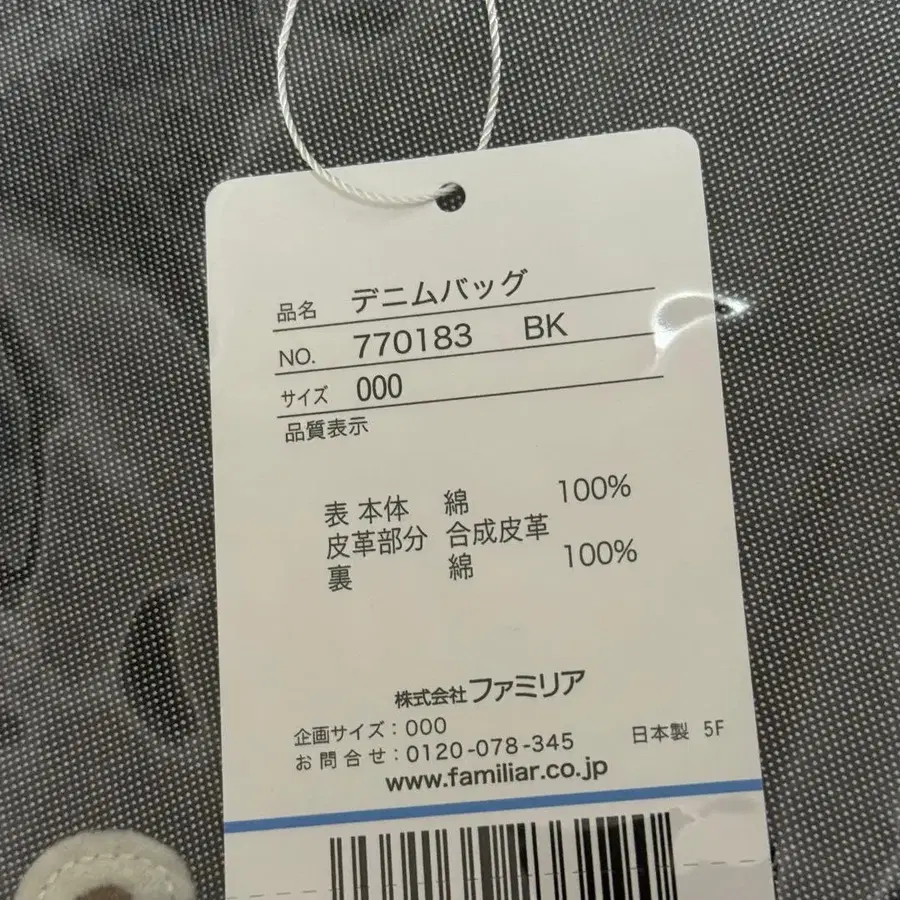 品名 デニムバッグ
NO. 770183 BK
サイズ 000
品質表示
表 本体 綿 100%
皮革部分 合成皮革
裏 綿 100%
株式会社ファミリア
企画サイズ：000
お問合せ：0120-078-345 日本製 5F
www.familiar.co.jp